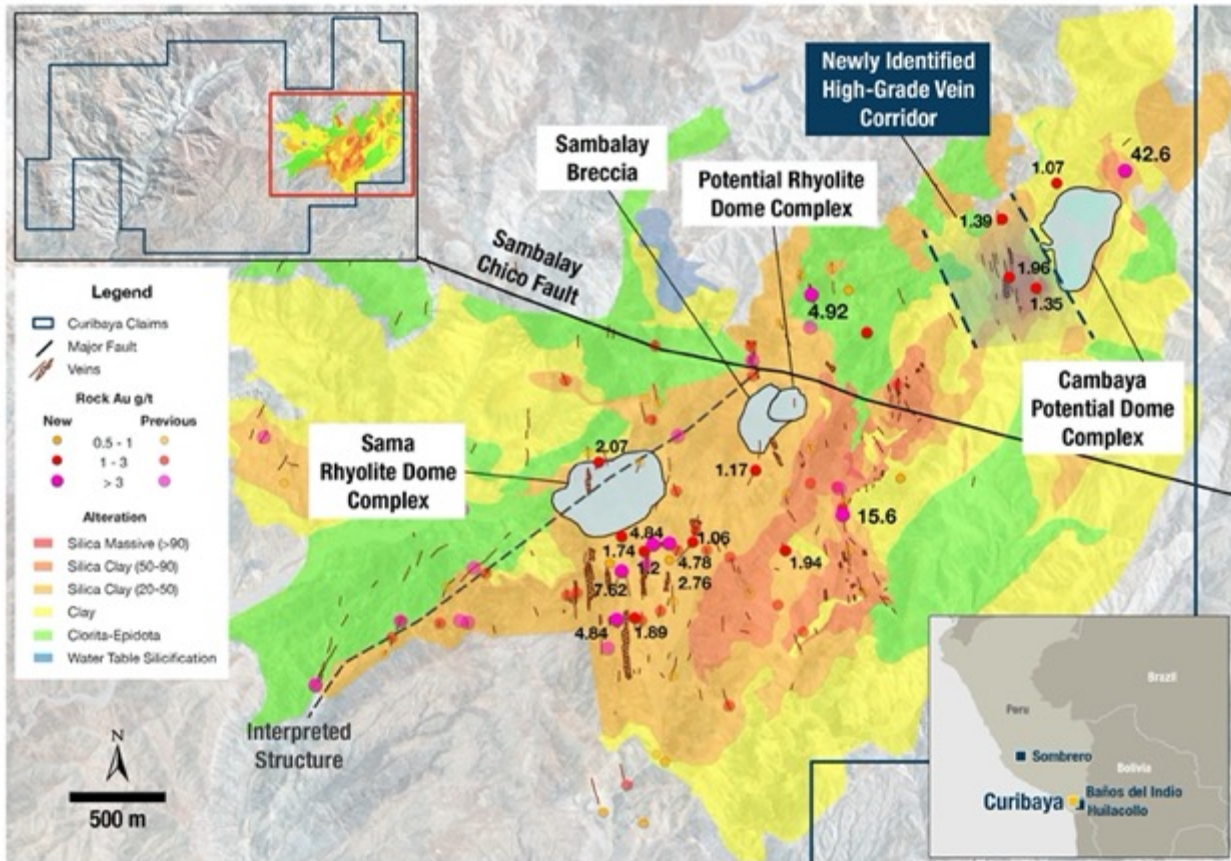 Newly Identified
High-Grade Vein
Corridor
Sambalay
Breccia
Potential Rhyolite
Dome Complex
42.6
1.07
1.39
1.96
1.35
Sambalay
Chico Fault
4.92
Cambaya
Potential Dome
Complex
Sama
Rhyolite Dome
Complex
2.07
1.17
15.6
4.84
1.74
1.2
1.06
4.78
2.76
1.94
7.62
4.84
1.89
Interpreted
Structure
Legend
Curibaya Claims
Major Fault
Veins
Rock Au g/t
New Previous
0.5 - 1
1 - 3
> 3
Alteration
Silica Massive (>90)
Silica Clay (50-90)
Silica Clay (20-50)
Clay
Clorita-Epidota
Water Table Silicification
N
500 m
Brazil
Peru
Bolivia
Sombrero
Curibaya
Baños del Indio
Huilacollo